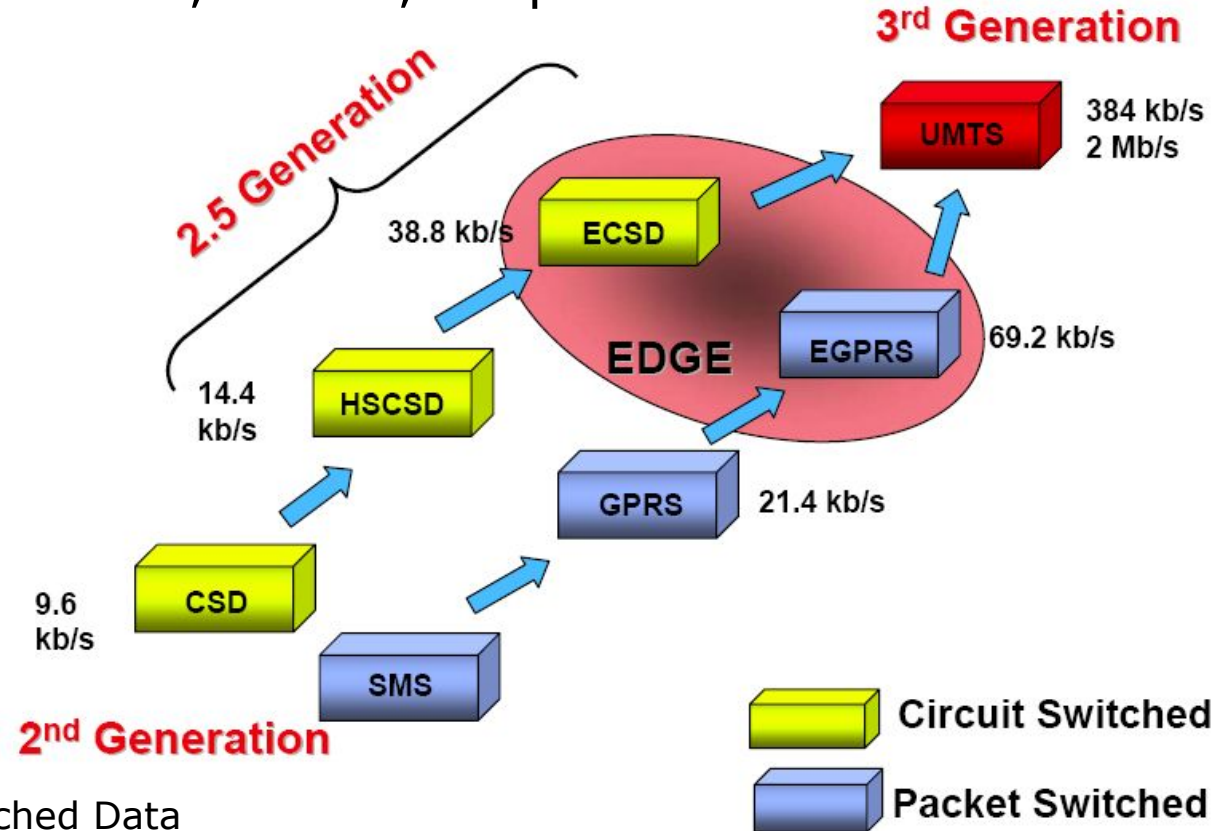 3rd Generation
2.5 Generation
UMTS
384 kb/s
2 Mb/s
38.8 kb/s
ECSD
EDGE
EGPRS
69.2 kb/s
14.4
kb/s
HSCSD
GPRS
21.4 kb/s
9.6
kb/s
CSD
SMS
2nd Generation
Circuit Switched
Packet Switched
ched Data